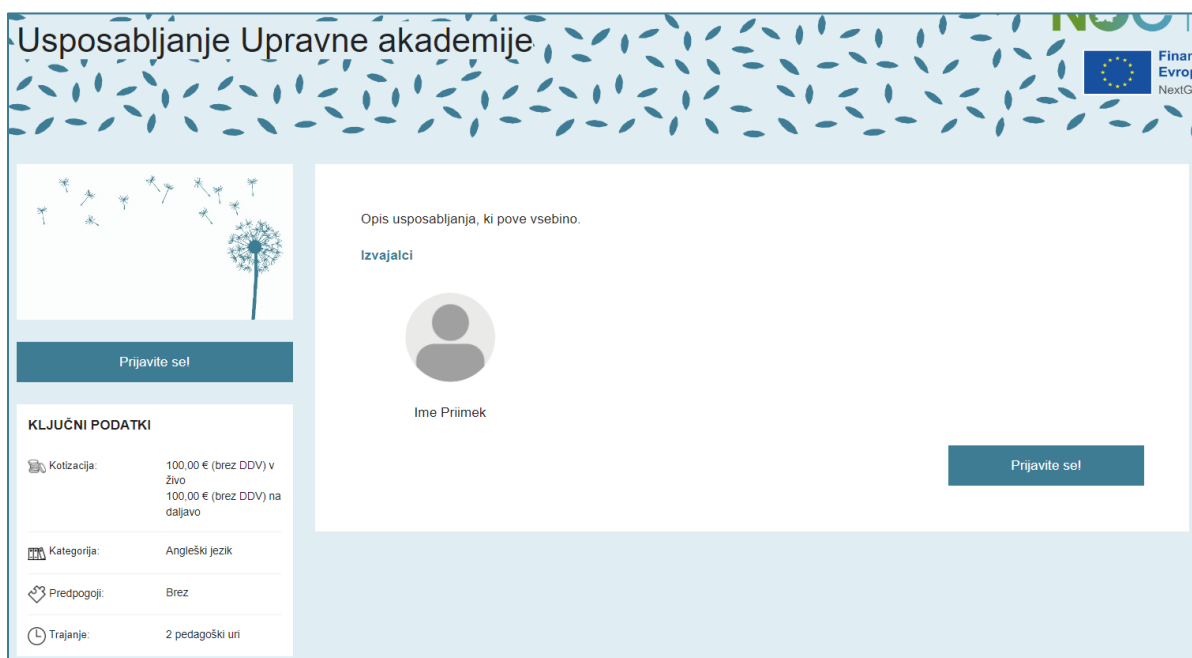 Usposabljanje Upravne akademije
NextG
Prijavite se!
KLJUČNI PODATKI
Kotizacija:
100,00 € (brez DDV) v
živo
100,00 € (brez DDV) na
daljavo
Kategorija:
Angleški jezik
Predpogoji:
Brez
Trajanje:
2 pedagoški uri
Opis usposabljanja, ki pove vsebino.
Izvajalci
Ime Priimek
Prijavite se!